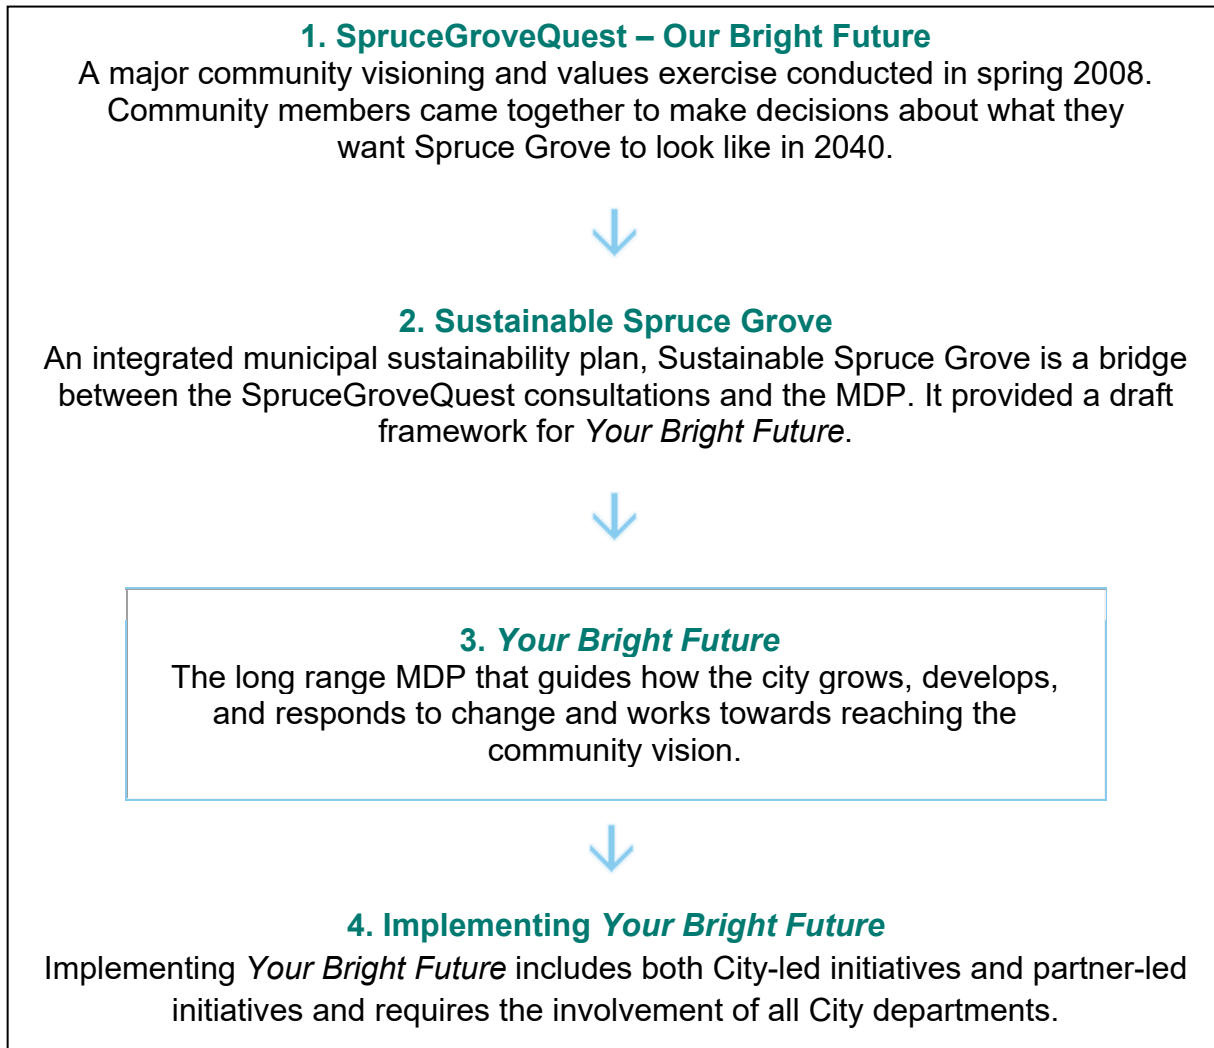 1. SpruceGroveQuest – Our Bright Future
A major community visioning and values exercise conducted in spring 2008.
Community members came together to make decisions about what they
want Spruce Grove to look like in 2040.
2. Sustainable Spruce Grove
An integrated municipal sustainability plan, Sustainable Spruce Grove is a bridge
between the SpruceGroveQuest consultations and the MDP. It provided a draft
framework for Your Bright Future.
3. Your Bright Future
The long range MDP that guides how the city grows, develops,
and responds to change and works towards reaching the
community vision.
4. Implementing Your Bright Future
Implementing Your Bright Future includes both City-led initiatives and partner-led
initiatives and requires the involvement of all City departments.